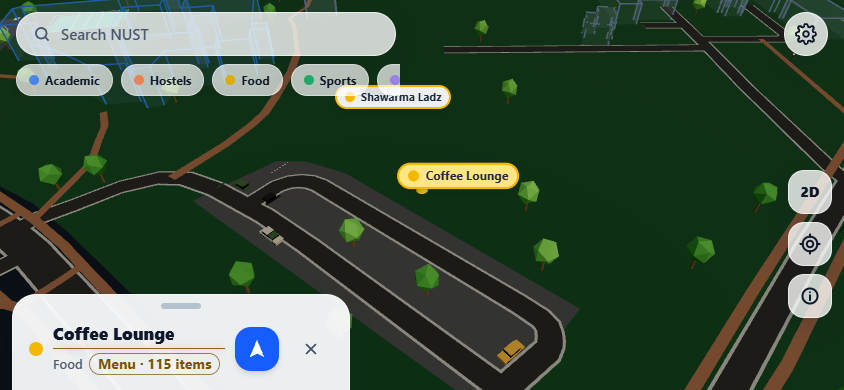 Search NUST
Academic
Hostels
Food
Sports
Shawarma Ladz
Coffee Lounge
2D
Coffee Lounge
Food
Menu · 115 items